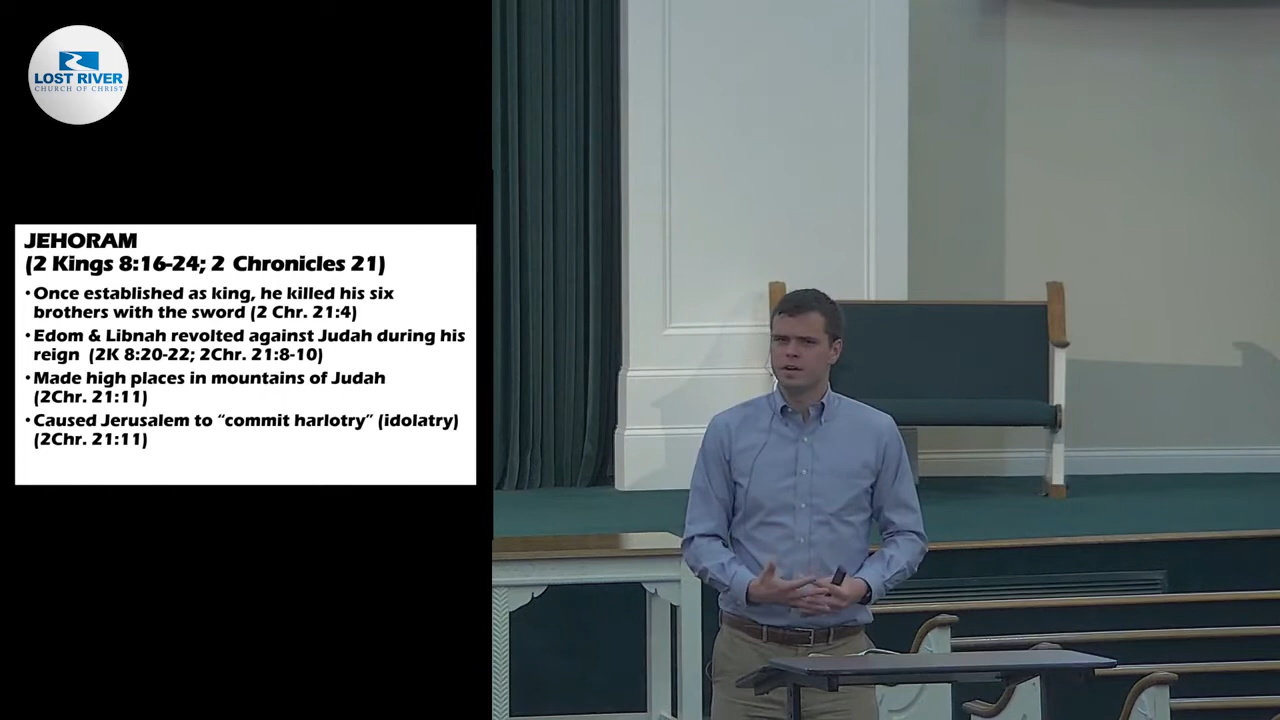 LOST RIVER
CHURCH OF CHRIST
JEHORAM
(2 Kings 8:16-24; 2 Chronicles 21)
•Once established as king, he killed his six
brothers with the sword (2 Chr. 21:4)
•Edom & Libnah revolted against Judah during his
reign (2K 8:20-22; 2Chr. 21:8-10)
•Made high places in mountains of Judah
(2Chr. 21:11)
•Caused Jerusalem to “commit harlotry” (idolatry)
(2Chr. 21:11)